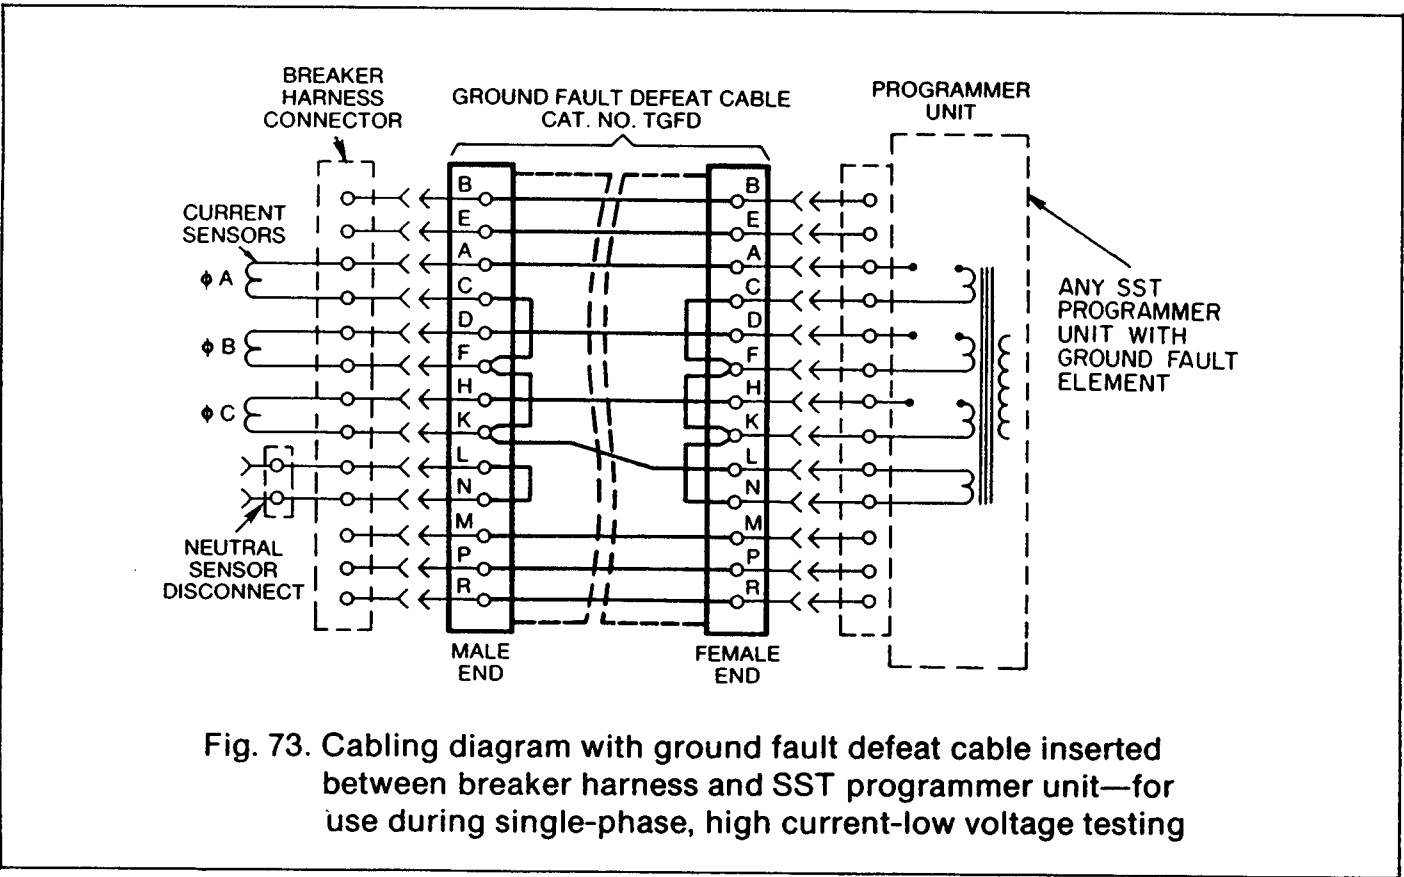 BREAKER
HARNESS
CONNECTOR
GROUND FAULT DEFEAT CABLE
CAT. NO. TGFD
PROGRAMMER
UNIT
CURRENT
SENSORS
ϕ A
ϕ B
ϕ C
NEUTRAL
SENSOR
DISCONNECT
B
E
A
C
D
F
H
K
L
N
M
P
R
MALE
END
B
E
A
C
D
F
H
K
L
N
M
P
R
FEMALE
END
ANY SST
PROGRAMMER
UNIT WITH
GROUND FAULT
ELEMENT
Fig. 73. Cabling diagram with ground fault defeat cable inserted
between breaker harness and SST programmer unit—for
use during single-phase, high current-low voltage testing